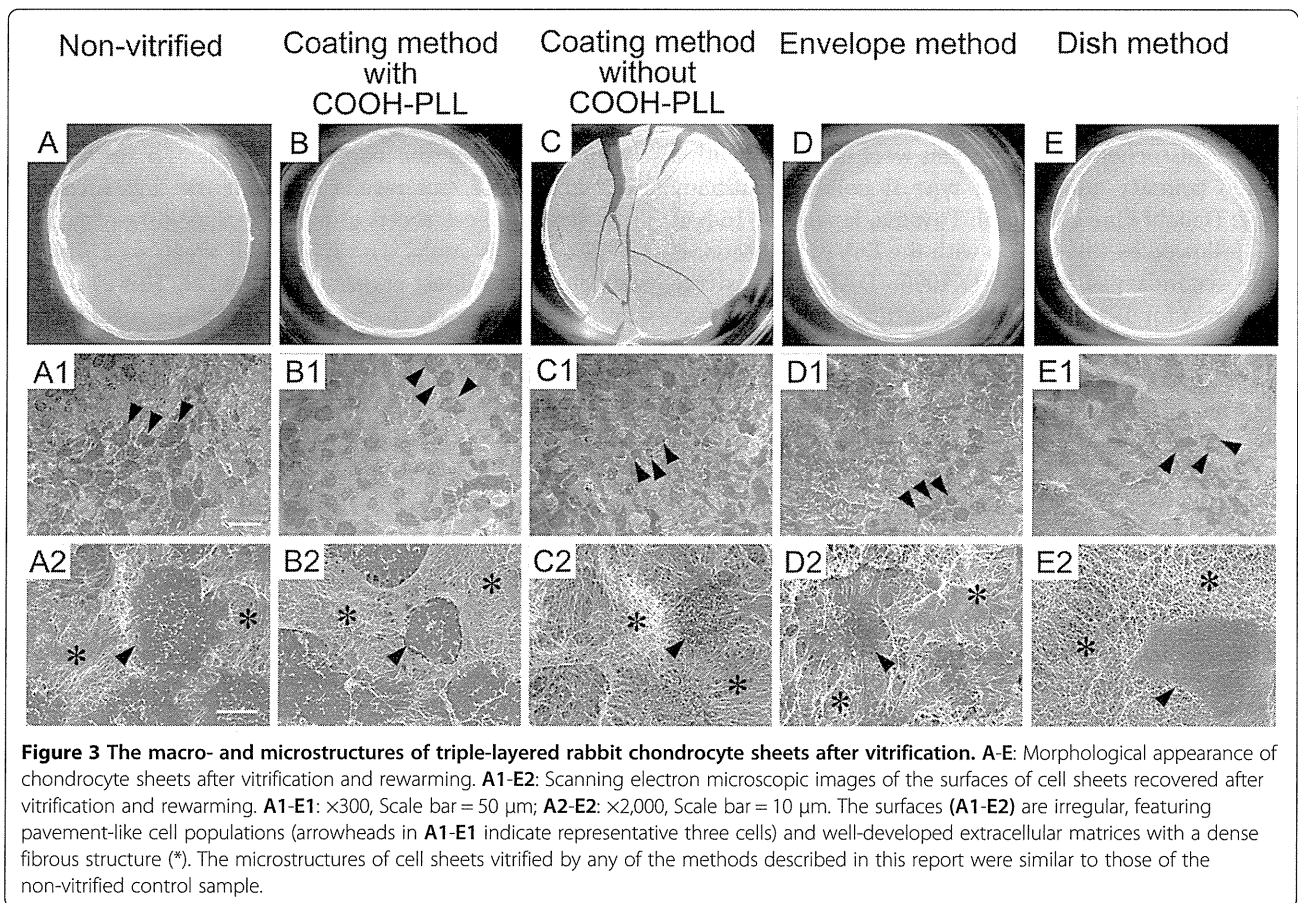 Non-vitrified
Coating method
with
COOH-PLL
Coating method
without
COOH-PLL
Envelope method
Dish method
A
B
C
D
E
A1
B1
C1
D1
E1
A2
B2
C2
D2
E2
* * * * * * * * * *
Figure 3 The macro- and microstructures of triple-layered rabbit chondrocyte sheets after vitrification. A-E: Morphological appearance of
chondrocyte sheets after vitrification and rewarming. A1-E2: Scanning electron microscopic images of the surfaces of cell sheets recovered after
vitrification and rewarming. A1-E1: ×300, Scale bar = 50 μm; A2-E2: ×2,000, Scale bar = 10 μm. The surfaces (A1-E2) are irregular, featuring
pavement-like cell populations (arrowheads in A1-E1 indicate representative three cells) and well-developed extracellular matrices with a dense
fibrous structure (*). The microstructures of cell sheets vitrified by any of the methods described in this report were similar to those of the
non-vitrified control sample.